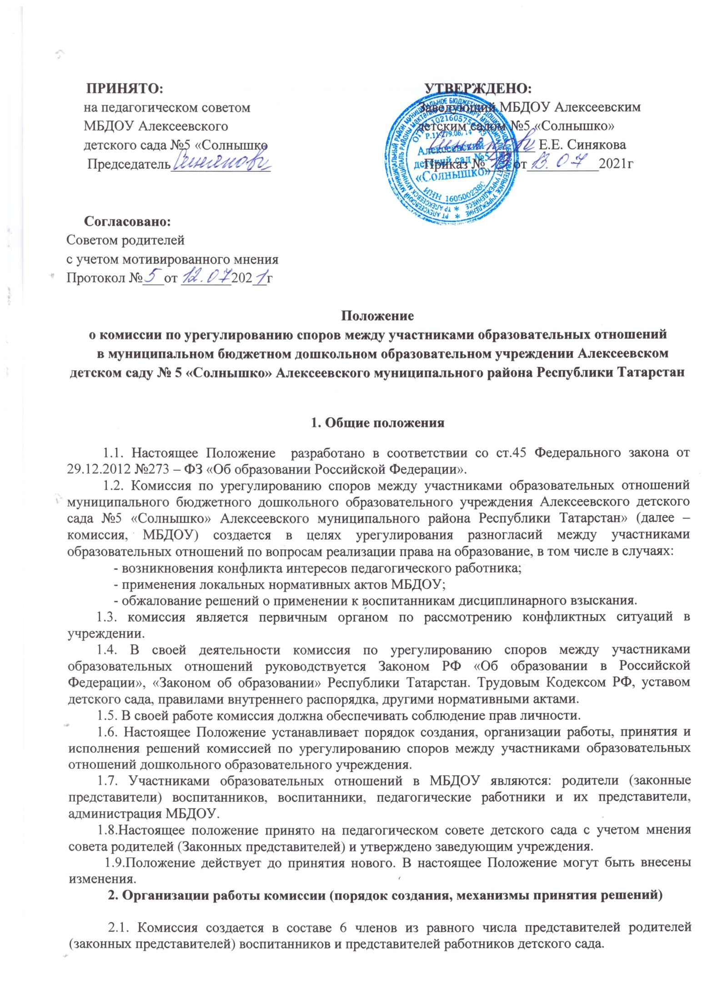 ПРИНЯТО:
на педагогическом советом
МБДОУ Алексеевского
детского сада №5 «Солнышко
Председатель
УТВЕРЖДЕНО:
Заведующий МБДОУ Алексеевским
детским садом №5 «Солнышко»
Е.Е. Синякова
Приказ № от 13.07 2021г
Алексеевский
детский сад №5
«Солнышко»
ИНН 1605002380
Согласовано:
Советом родителей
с учетом мотивированного мнения
Протокол № 5 от 12.07 2021г
Положение
о комиссии по урегулированию споров между участниками образовательных отношений
в муниципальном бюджетном дошкольном образовательном учреждении Алексеевском
детском саду № 5 «Солнышко» Алексеевского муниципального района Республики Татарстан
1. Общие положения
1.1. Настоящее Положение разработано в соответствии со ст.45 Федерального закона от
29.12.2012 №273 – ФЗ «Об образовании Российской Федерации».
1.2. Комиссия по урегулированию споров между участниками образовательных отношений
муниципального бюджетного дошкольного образовательного учреждения Алексеевского детского
сада №5 «Солнышко» Алексеевского муниципального района Республики Татарстан» (далее –
комиссия, МБДОУ) создается в целях урегулирования разногласий между участниками
образовательных отношений по вопросам реализации права на образование, в том числе в случаях:
- возникновения конфликта интересов педагогического работника;
- применения локальных нормативных актов МБДОУ;
- обжалование решений о применении к воспитанникам дисциплинарного взыскания.
1.3. комиссия является первичным органом по рассмотрению конфликтных ситуаций в
учреждении.
1.4. В своей деятельности комиссия по урегулированию споров между участниками
образовательных отношений руководствуется Законом РФ «Об образовании в Российской
Федерации», «Законом об образовании» Республики Татарстан. Трудовым Кодексом РФ, уставом
детского сада, правилами внутреннего распорядка, другими нормативными актами.
1.5. В своей работе комиссия должна обеспечивать соблюдение прав личности.
1.6. Настоящее Положение устанавливает порядок создания, организации работы, принятия и
исполнения решений комиссией по урегулированию споров между участниками образовательных
отношений дошкольного образовательного учреждения.
1.7. Участниками образовательных отношений в МБДОУ являются: родители (законные
представители) воспитанников, воспитанники, педагогические работники и их представители,
администрация МБДОУ.
1.8.Настоящее положение принято на педагогическом совете детского сада с учетом мнения
совета родителей (Законных представителей) и утверждено заведующим учреждения.
1.9.Положение действует до принятия нового. В настоящее Положение могут быть внесены
изменения.
2. Организации работы комиссии (порядок создания, механизмы принятия решений)
2.1. Комиссия создается в составе 6 членов из равного числа представителей родителей
(законных представителей) воспитанников и представителей работников детского сада.